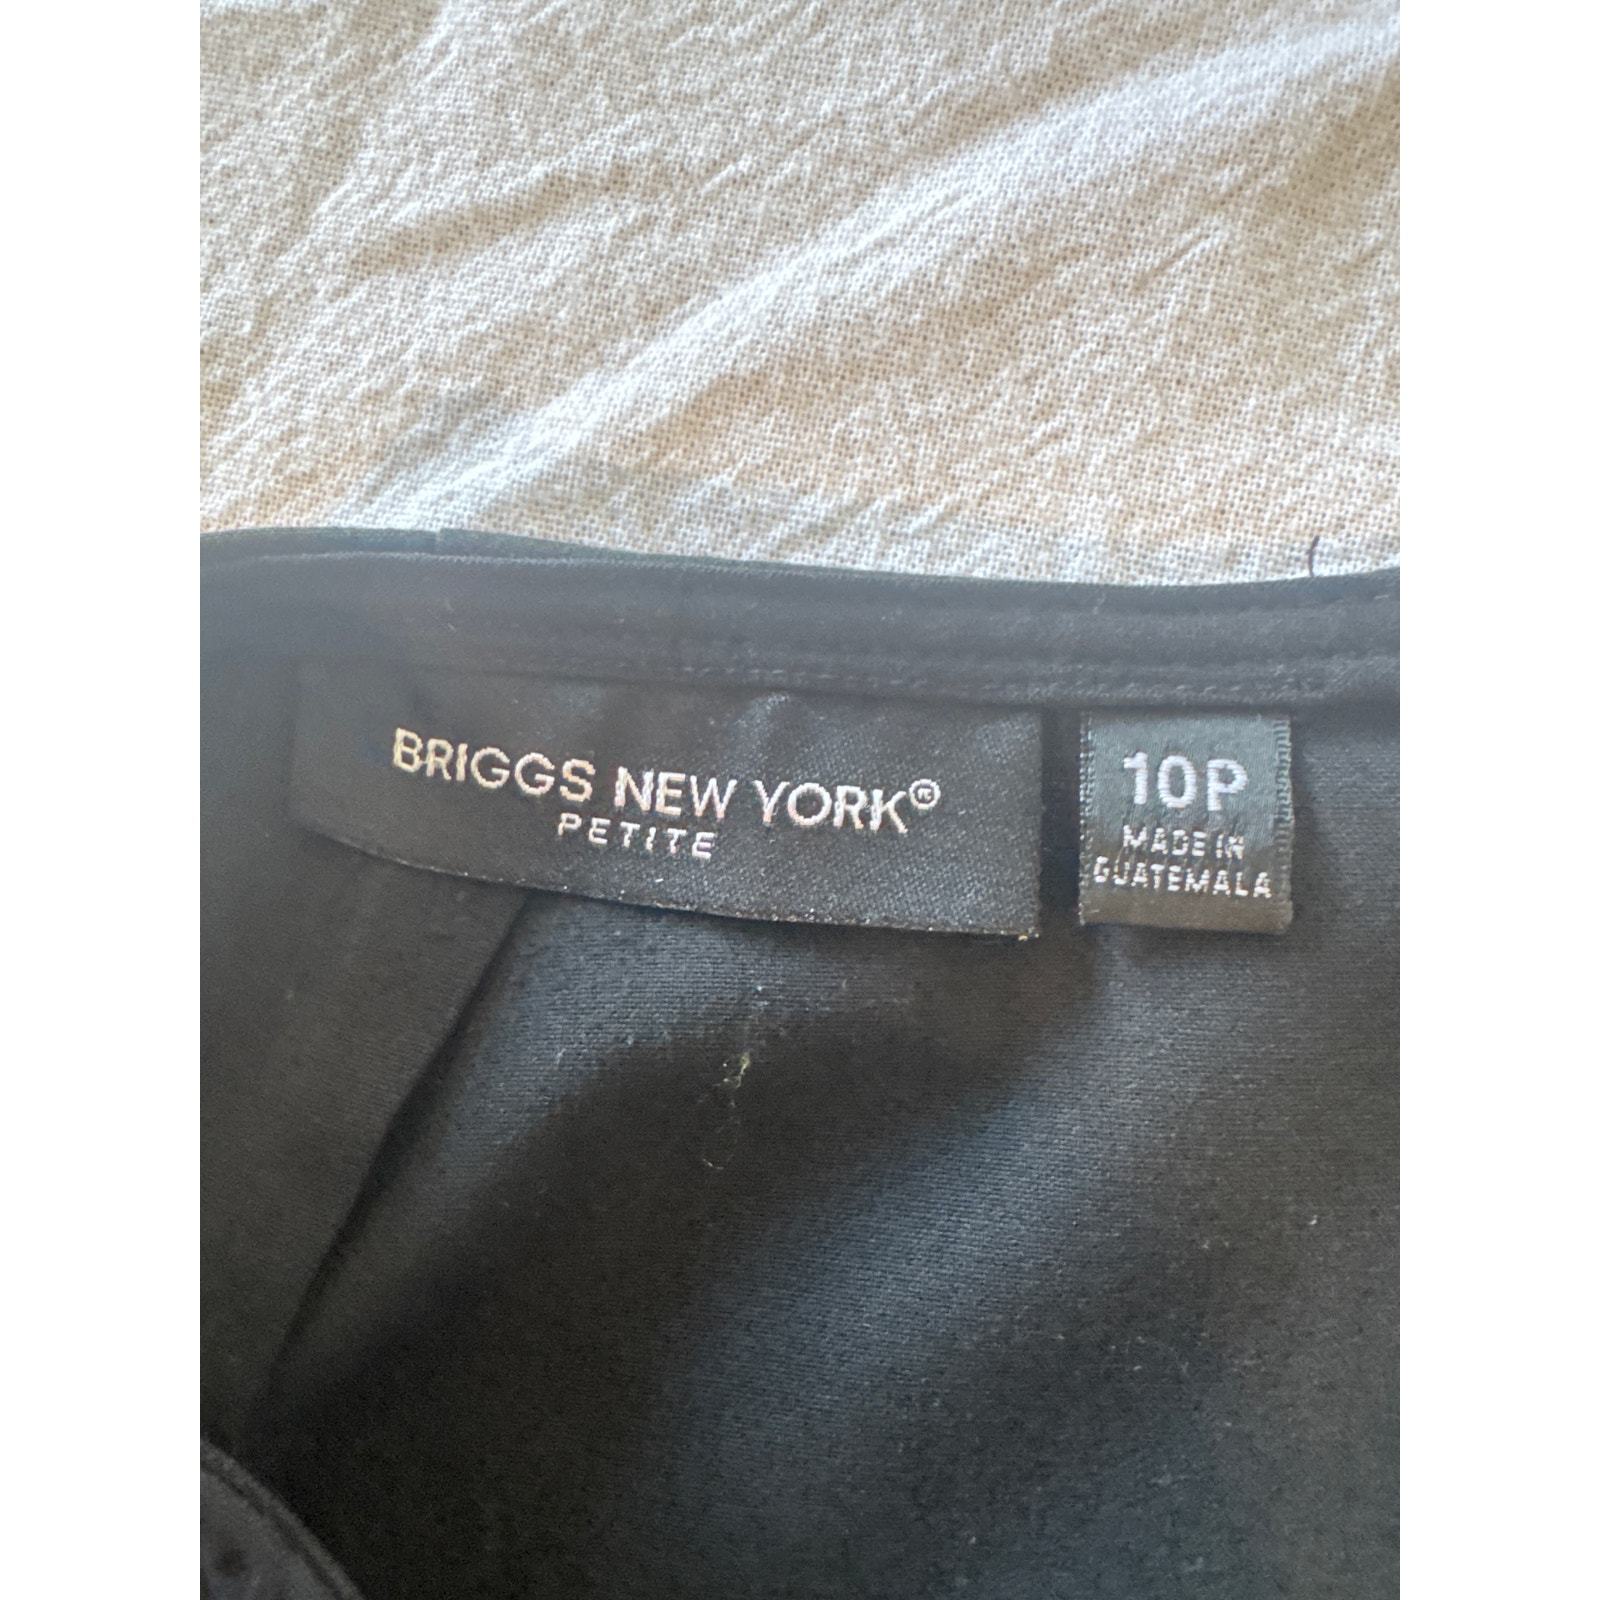 BRIGGS NEW YORK®
PETITE
10P
MADE IN
GUATEMALA